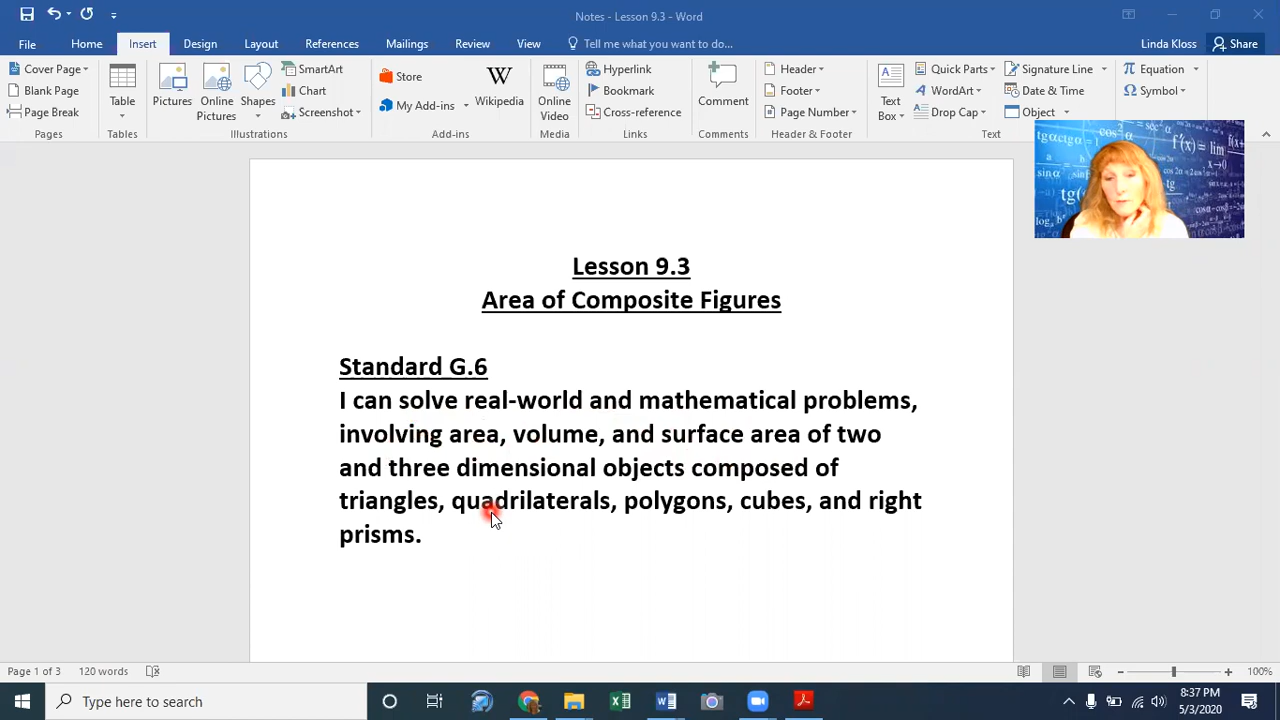 Notes - Lesson 9.3 - Word
File Home Insert Design Layout References Mailings Review View Tell me what you want to do... Linda Kloss Share
Cover Page
Blank Page
Page Break
Pages
Table
Tables
Pictures
Online Pictures
Shapes
SmartArt
Chart
Screenshot
Illustrations
Store
My Add-ins
Wikipedia
Add-ins
Online Video
Media
Hyperlink
Bookmark
Cross-reference
Links
Comment
Comments
Header
Footer
Page Number
Header & Footer
Text Box
Quick Parts
WordArt
Drop Cap
Signature Line
Date & Time
Object
Text
Equation
Symbol
Lesson 9.3
Area of Composite Figures
Standard G.6
I can solve real-world and mathematical problems,
involving area, volume, and surface area of two
and three dimensional objects composed of
triangles, quadrilaterals, polygons, cubes, and right
prisms.
Page 1 of 3 120 words 100%
Type here to search
8:37 PM
5/3/2020